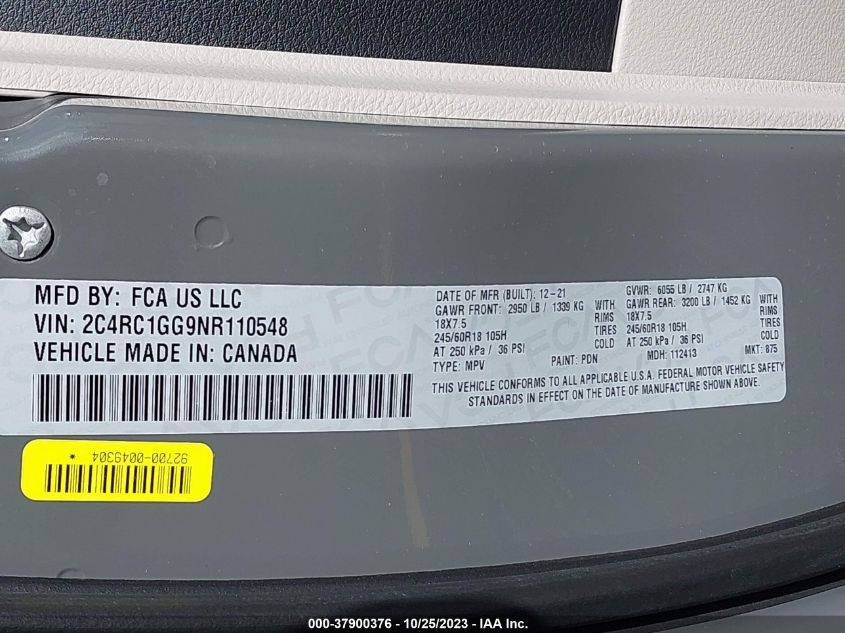 MFD BY: FCA US LLC
VIN: 2C4RC1GG9NR110548
VEHICLE MADE IN: CANADA
DATE OF MFR (BUILT): 12-21
GAWR FRONT: 2950 LB / 1339 KG WITH
18X7.5 RIMS
245/60R18 105H TIRES
AT 250 kPa / 36 PSI COLD
TYPE: MPV PAINT: PDN
GVWR: 6055 LB / 2747 KG
GAWR REAR: 3200 LB / 1452 KG WITH
18X7.5 RIMS
245/60R18 105H TIRES
AT 250 kPa / 36 PSI COLD
MDH: 112413 MKT: 875
THIS VEHICLE CONFORMS TO ALL APPLICABLE U.S.A. FEDERAL MOTOR VEHICLE SAFETY
STANDARDS IN EFFECT ON THE DATE OF MANUFACTURE SHOWN ABOVE.
92700-0049304 *
000-37900376 - 10/25/2023 - IAA Inc.